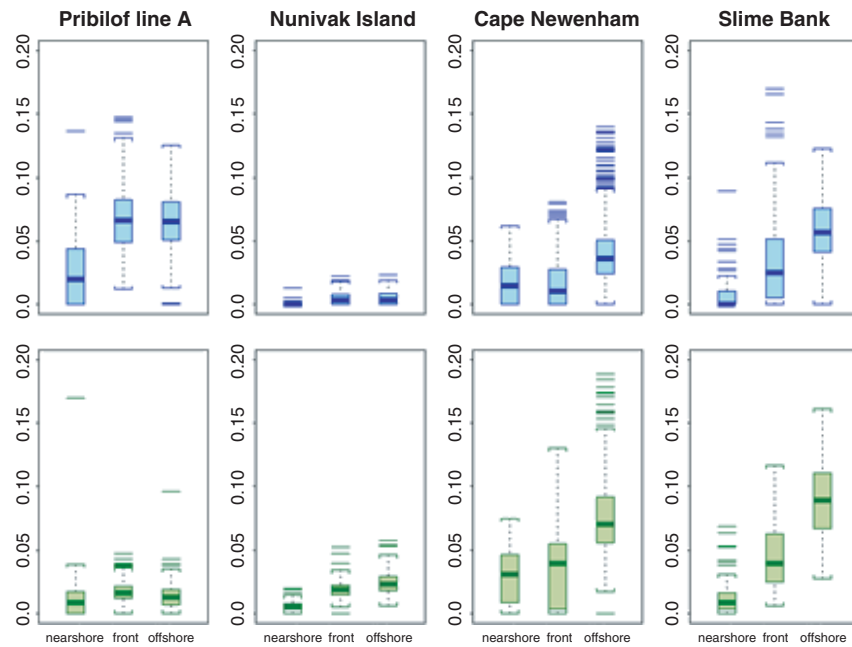 Pribilof line A Nunivak Island Cape Newenham Slime Bank
0.20 0.20 0.20 0.20
0.15 0.15 0.15 0.15
0.10 0.10 0.10 0.10
0.05 0.05 0.05 0.05
0.0 0.0 0.0 0.0
0.20 0.20 0.20 0.20
0.15 0.15 0.15 0.15
0.10 0.10 0.10 0.10
0.05 0.05 0.05 0.05
0.0 0.0 0.0 0.0
nearshore front offshore nearshore front offshore nearshore front offshore nearshore front offshore